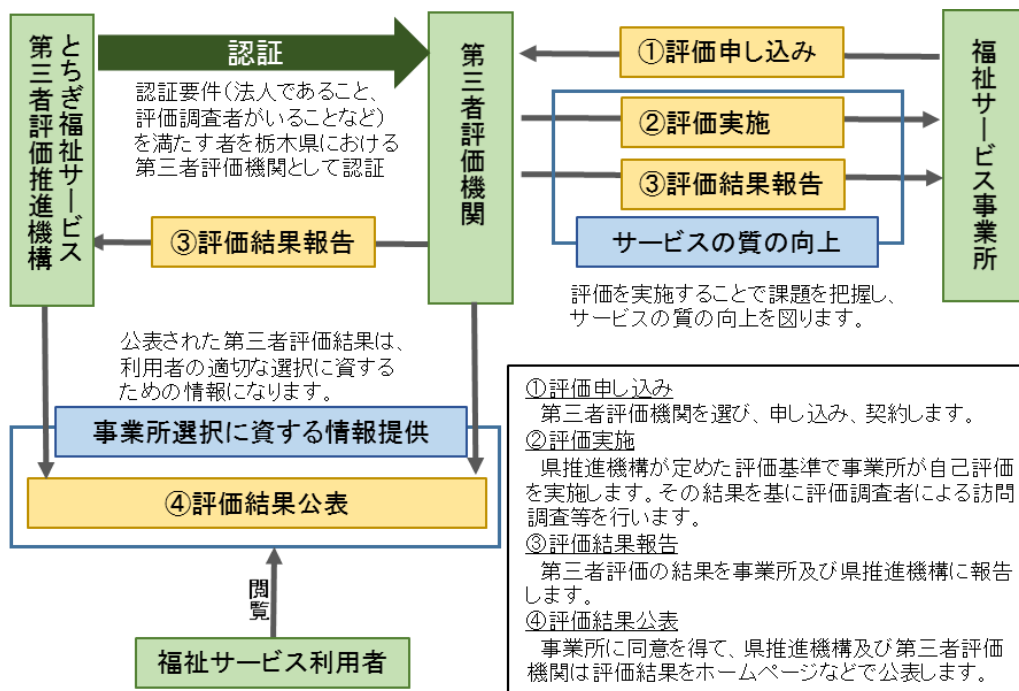 とちぎ福祉サービス
第三者評価推進機構
認証
認証要件(法人であること、
評価調査者がいることなど)
を満たす者を栃木県における
第三者評価機関として認証
③評価結果報告
第三者評価機関
①評価申し込み
②評価実施
③評価結果報告
サービスの質の向上
評価を実施することで課題を把握し、
サービスの質の向上を図ります。
福祉サービス事業所
公表された第三者評価結果は、
利用者の適切な選択に資する
ための情報になります。
事業所選択に資する情報提供
④評価結果公表
閲覧
福祉サービス利用者
①評価申し込み
第三者評価機関を選び、申し込み、契約します。
②評価実施
県推進機構が定めた評価基準で事業所が自己評価
を実施します。その結果を基に評価調査者による訪問
調査等を行います。
③評価結果報告
第三者評価の結果を事業所及び県推進機構に報告
します。
④評価結果公表
事業所に同意を得て、県推進機構及び第三者評価
機関は評価結果をホームページなどで公表します。